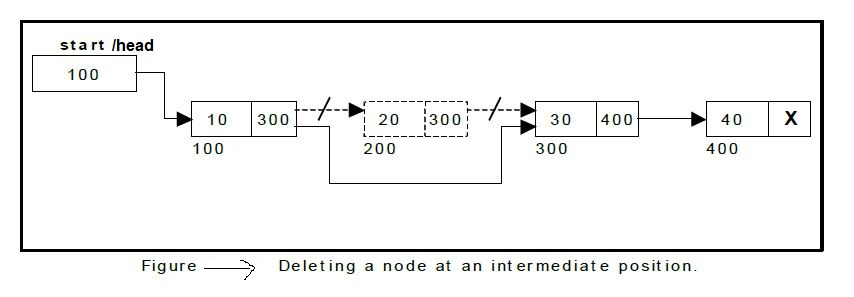 start /head
100
10 300 20 300 30 400 40 X
100 200 300 400
Figure Deleting a node at an intermediate position.